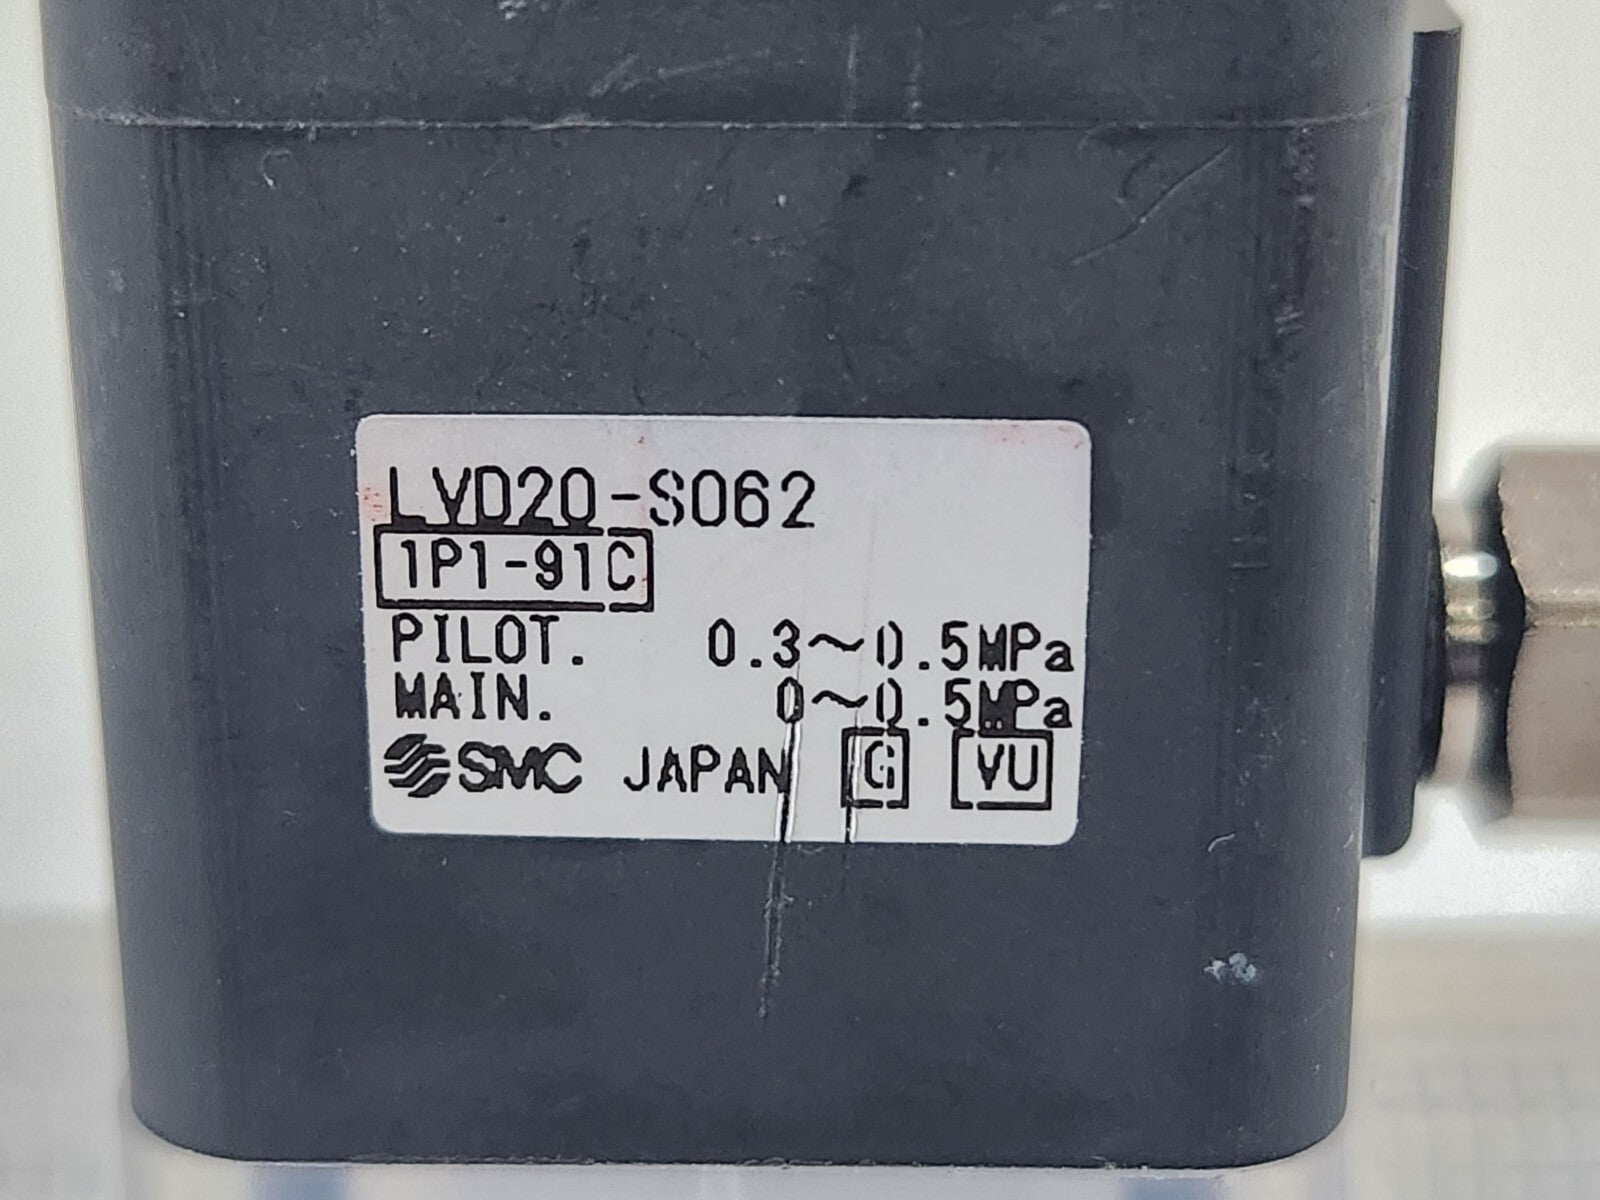 LVD20-S062
1P1-91C
PILOT. 0.3~0.5MPa
MAIN. 0~0.5MPa
SMC JAPAN G VU